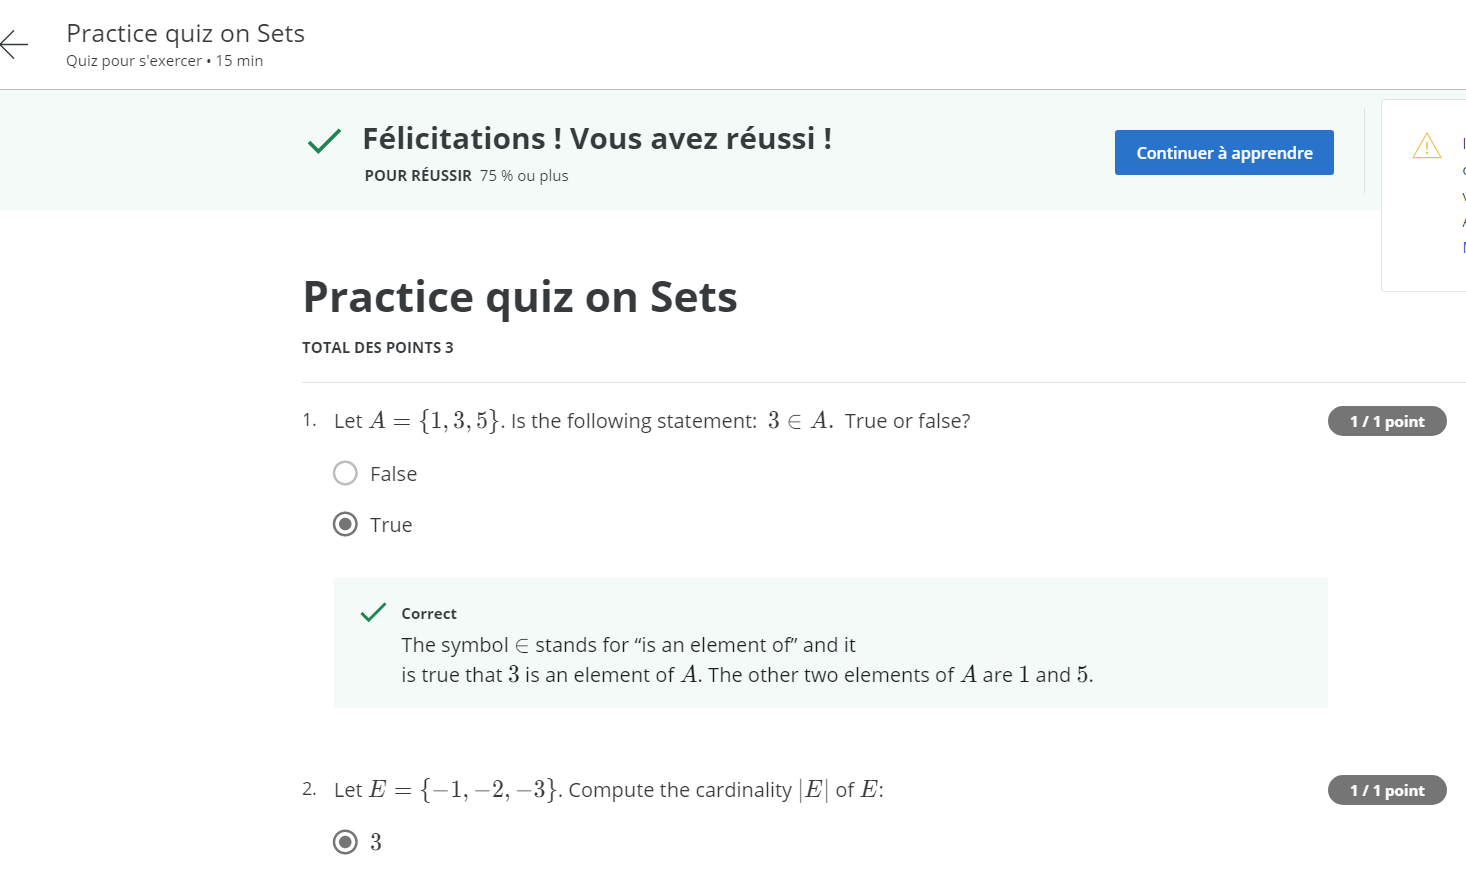 Practice quiz on Sets
Quiz pour s'exercer • 15 min
Félicitations ! Vous avez réussi !
POUR RÉUSSIR 75 % ou plus
Continuer à apprendre
Practice quiz on Sets
TOTAL DES POINTS 3
1. Let A = {1, 3, 5}. Is the following statement: 3 ∈ A. True or false?
1 / 1 point
False
True
Correct
The symbol ∈ stands for “is an element of” and it
is true that 3 is an element of A. The other two elements of A are 1 and 5.
2. Let E = {−1, −2, −3}. Compute the cardinality |E| of E:
1 / 1 point
3